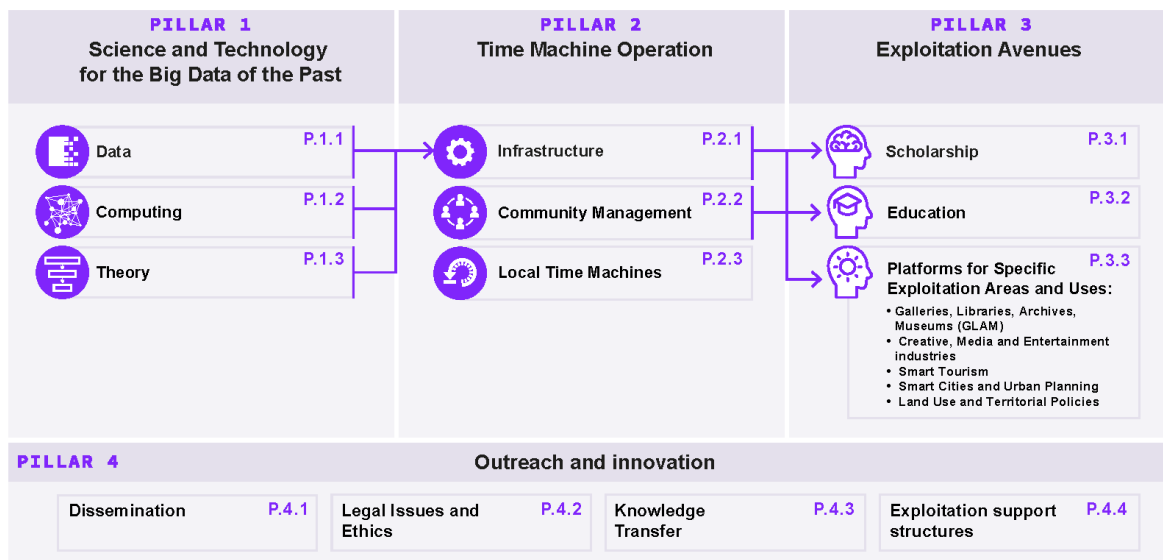 PILLAR 1
Science and Technology
for the Big Data of the Past
P.1.1
Data
P.1.2
Computing
P.1.3
Theory
PILLAR 2
Time Machine Operation
P.2.1
Infrastructure
P.2.2
Community Management
P.2.3
Local Time Machines
PILLAR 3
Exploitation Avenues
P.3.1
Scholarship
P.3.2
Education
P.3.3
Platforms for Specific
Exploitation Areas and Uses:
• Galleries, Libraries, Archives,
Museums (GLAM)
• Creative, Media and Entertainment
industries
• Smart Tourism
• Smart Cities and Urban Planning
• Land Use and Territorial Policies
PILLAR 4
Outreach and innovation
Dissemination
P.4.1
Legal Issues and
Ethics
P.4.2
Knowledge
Transfer
P.4.3
Exploitation support
structures
P.4.4